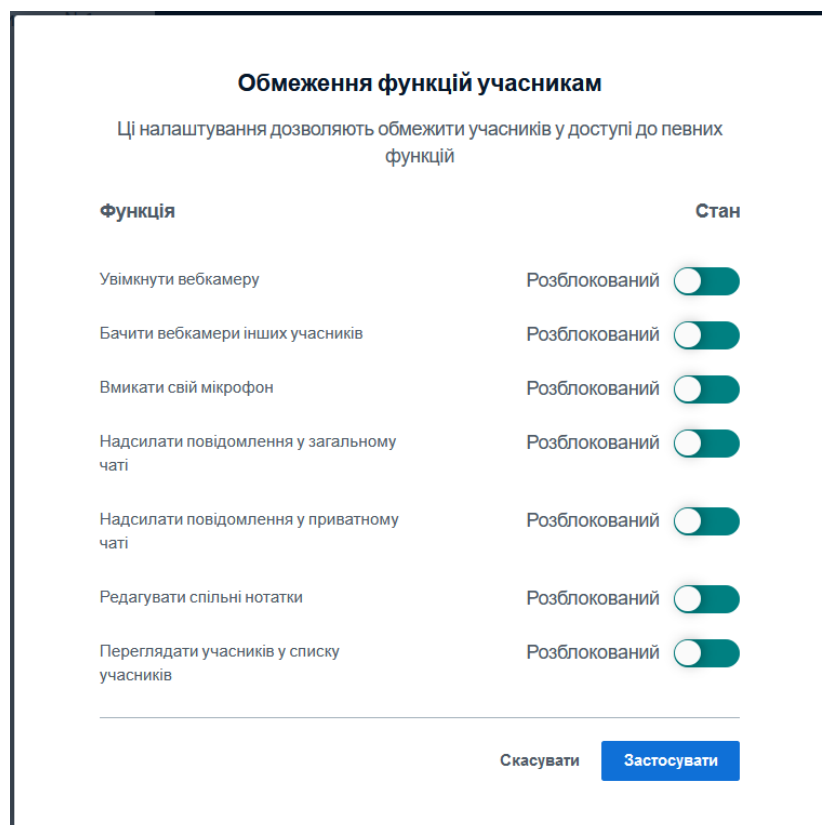 Обмеження функцій учасникам
Ці налаштування дозволяють обмежити учасників у доступі до певних
функцій
Функція Стан
Увімкнути вебкамеру Розблокований
Бачити вебкамери інших учасників Розблокований
Вмикати свій мікрофон Розблокований
Надсилати повідомлення у загальному Розблокований
чаті
Надсилати повідомлення у приватному Розблокований
чаті
Редагувати спільні нотатки Розблокований
Переглядати учасників у списку Розблокований
учасників
Скасувати Застосувати